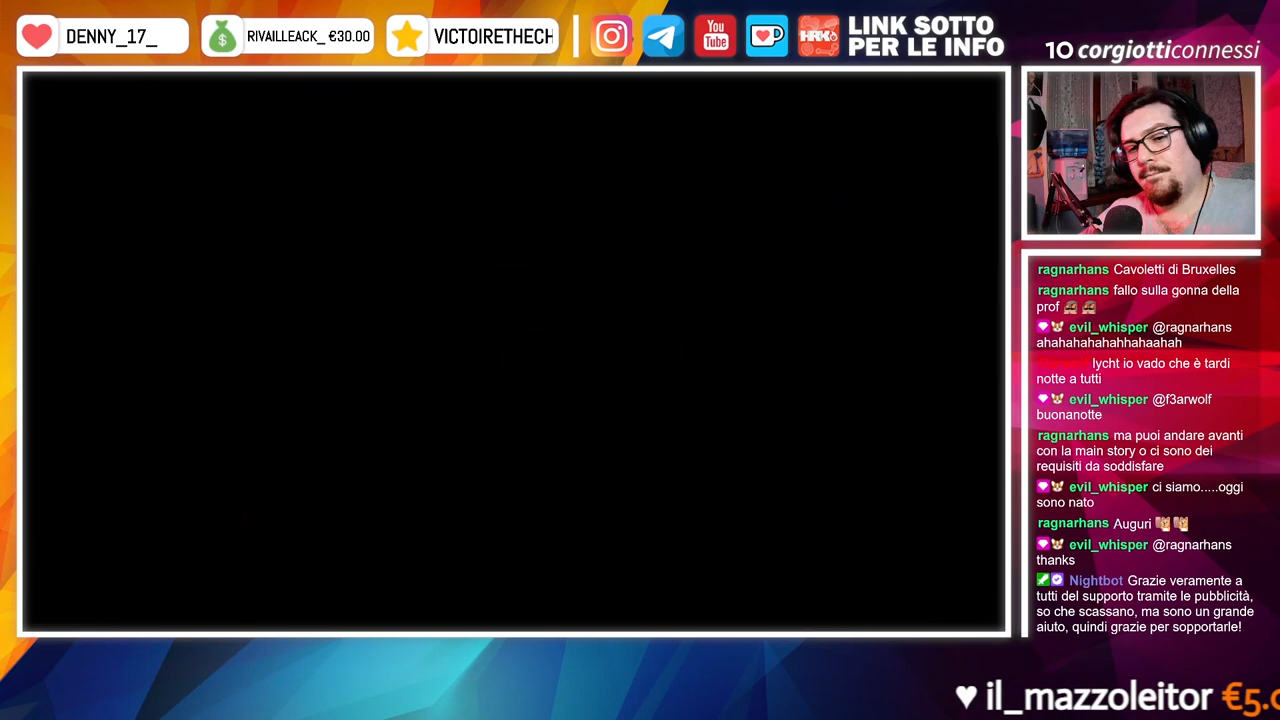 DENNY_17_
RIVAILLEACK_ €30.00
VICTOIRETHECH
You
Tube
HRK
LINK SOTTO
PER LE INFO
10 corgiotticonnessi
ragnarhans Cavoletti di Bruxelles
ragnarhans fallo sulla gonna della
prof
evil_whisper @ragnarhans
ahahahahahahhahaahah
lycht io vado che è tardi
notte a tutti
evil_whisper @f3arwolf
buonanotte
ragnarhans ma puoi andare avanti
con la main story o ci sono dei
requisiti da soddisfare
evil_whisper ci siamo.....oggi
sono nato
ragnarhans Auguri
evil_whisper @ragnarhans
thanks
Nightbot Grazie veramente a
tutti del supporto tramite le pubblicità,
so che scassano, ma sono un grande
aiuto, quindi grazie per sopportarle!
il_mazzoleitor €5.